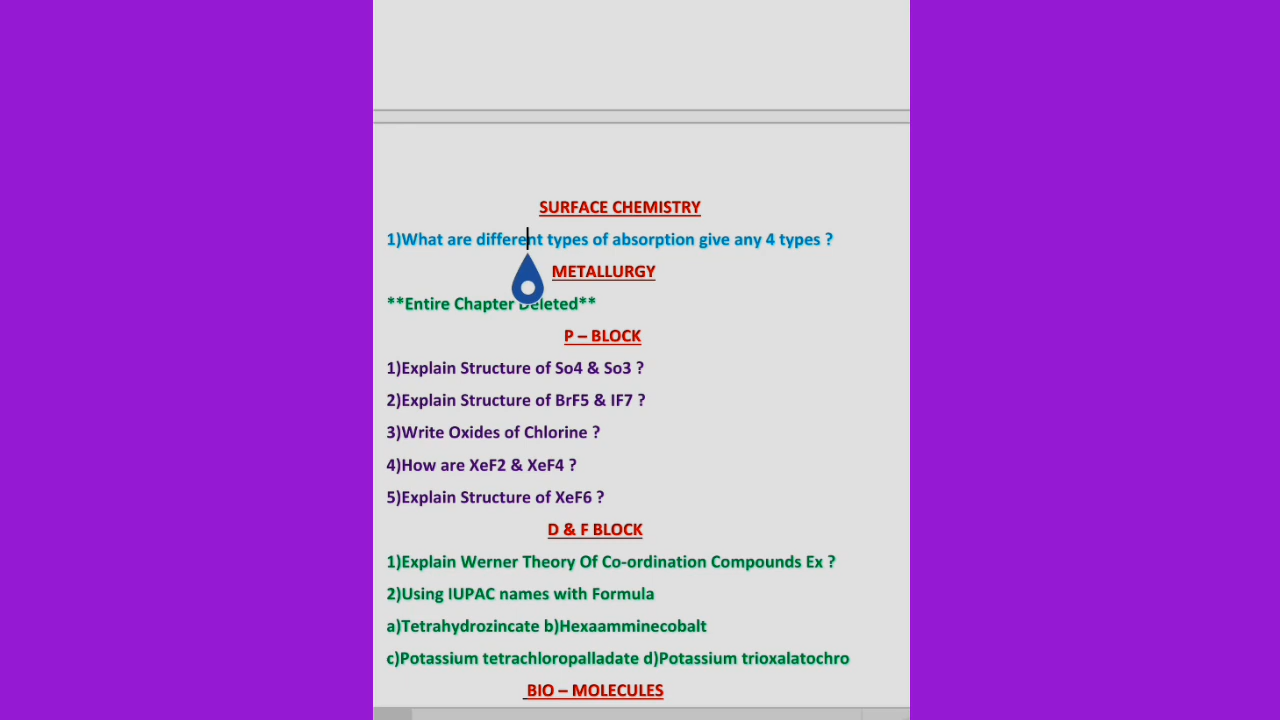 SURFACE CHEMISTRY
1)What are different types of absorption give any 4 types ?
METALLURGY
**Entire Chapter Deleted**
P – BLOCK
1)Explain Structure of So4 & So3 ?
2)Explain Structure of BrF5 & IF7 ?
3)Write Oxides of Chlorine ?
4)How are XeF2 & XeF4 ?
5)Explain Structure of XeF6 ?
D & F BLOCK
1)Explain Werner Theory Of Co-ordination Compounds Ex ?
2)Using IUPAC names with Formula
a)Tetrahydrozincate b)Hexaamminecobalt
c)Potassium tetrachloropalladate d)Potassium trioxalatochro
BIO – MOLECULES